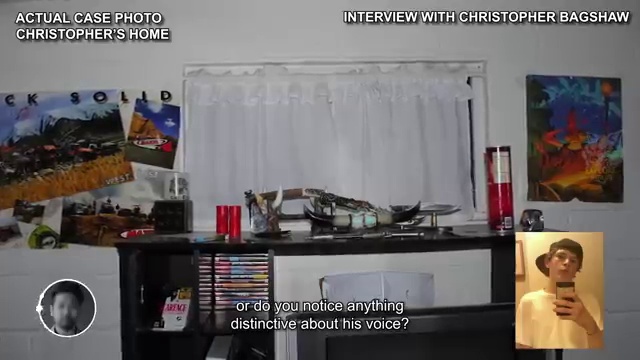 ACTUAL CASE PHOTO
CHRISTOPHER'S HOME
INTERVIEW WITH CHRISTOPHER BAGSHAW
CK SOLID
or do you notice anything
distinctive about his voice?